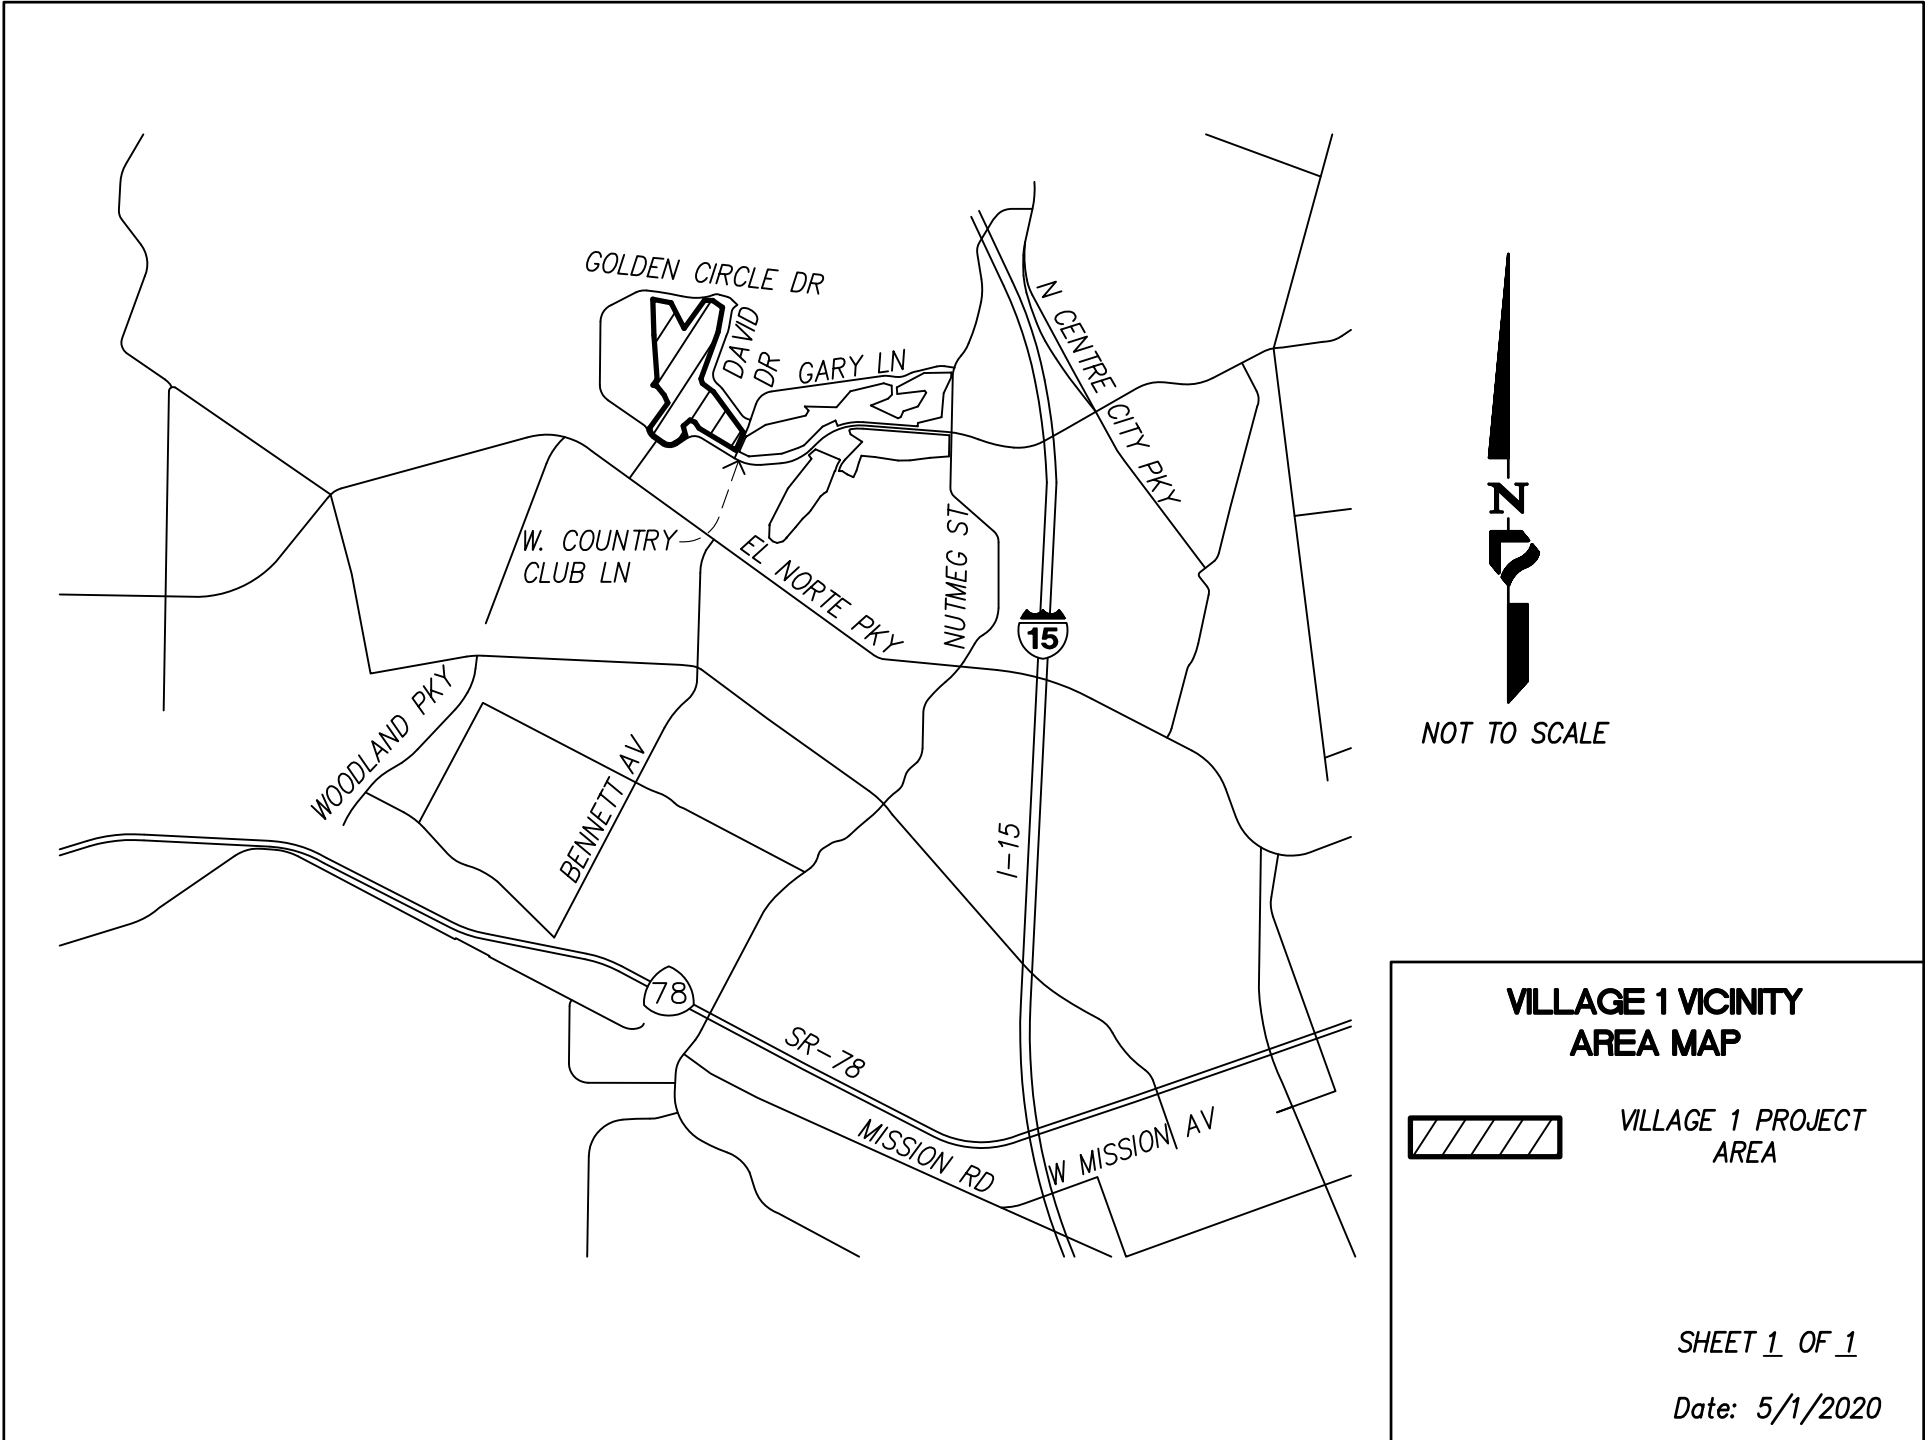 GOLDEN CIRCLE DR
DAVID
DR
GARY LN
N CENTRE CITY PKY
W. COUNTRY
CLUB LN
EL NORTE PKY
NUTMEG ST
15
N
NOT TO SCALE
WOODLAND PKY
BENNETT AV
I-15
78
SR-78
MISSION RD
W MISSION AV
VILLAGE 1 VICINITY
AREA MAP
VILLAGE 1 PROJECT
AREA
SHEET 1 OF 1
Date: 5/1/2020